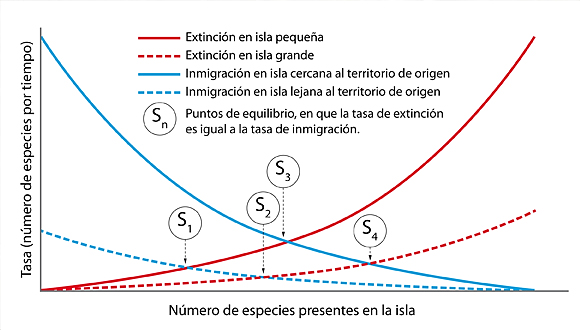 Extinción en isla pequeña
Extinción en isla grande
Inmigración en isla cercana al territorio de origen
Inmigración en isla lejana al territorio de origen
Sn
Puntos de equilibrio, en que la tasa de extinción
es igual a la tasa de inmigración.
Tasa (número de especies por tiempo)
S1
S2
S3
S4
Número de especies presentes en la isla